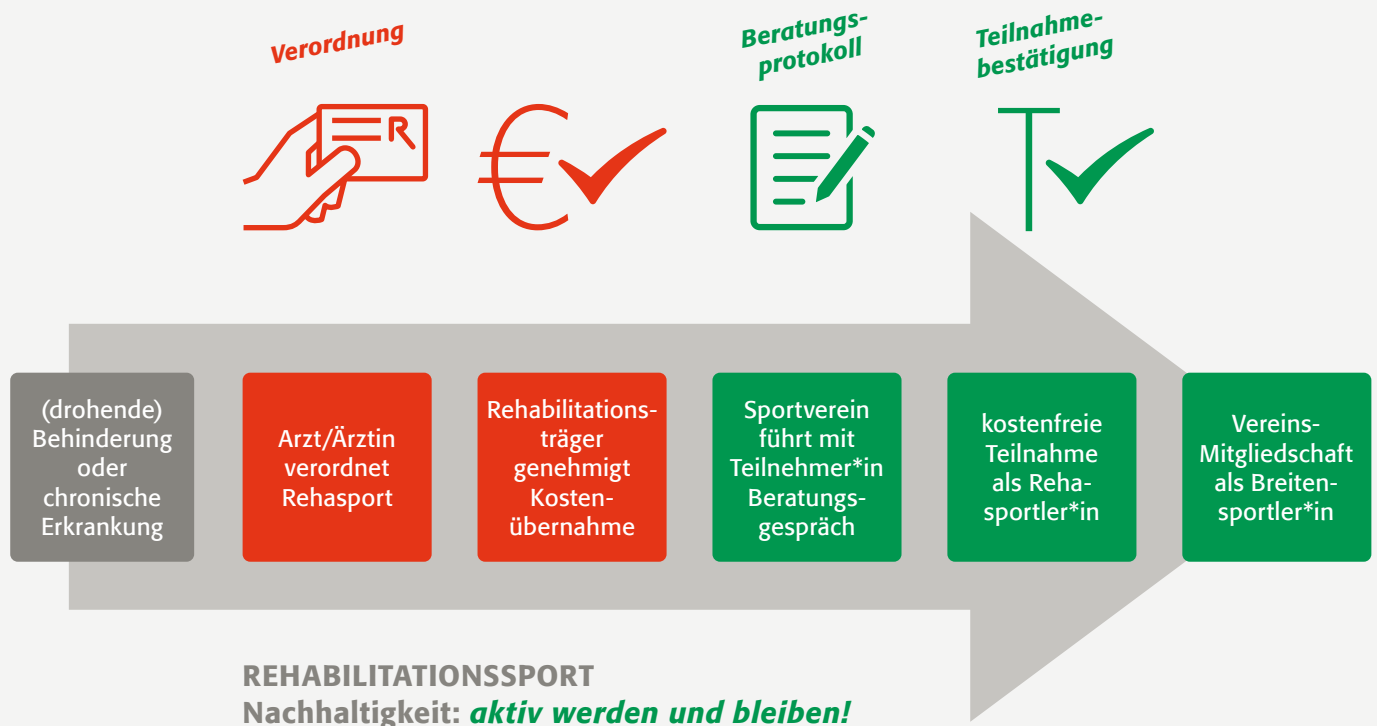 Verordnung
Beratungs-
protokoll
Teilnahme-
bestätigung
R
€
T
(drohende)
Behinderung
oder
chronische
Erkrankung
Arzt/Ärztin
verordnet
Rehasport
Rehabilitations-
träger
genehmigt
Kosten-
übernahme
Sportverein
führt mit
Teilnehmer*in
Beratungs-
gespräch
kostenfreie
Teilnahme
als Reha-
sportler*in
Vereins-
Mitgliedschaft
als Breiten-
sportler*in
REHABILITATIONSSPORT
Nachhaltigkeit: aktiv werden und bleiben!